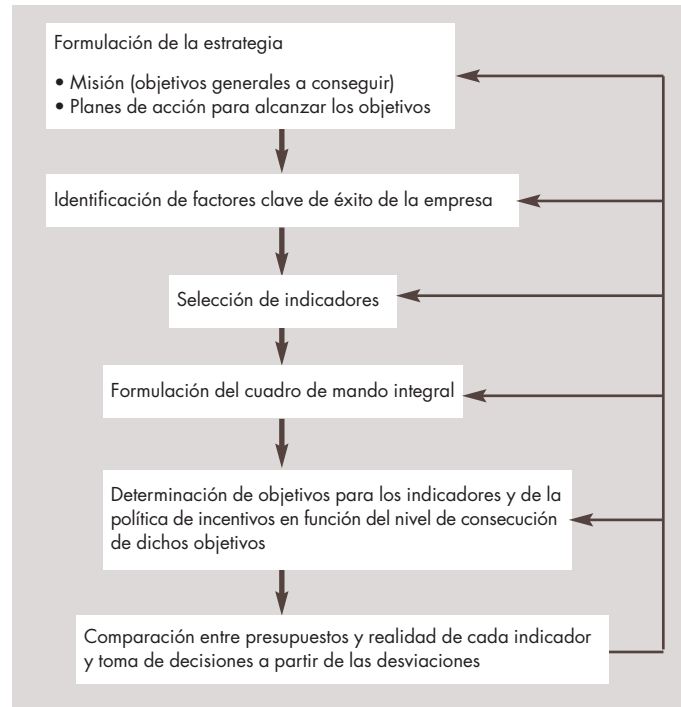 Formulación de la estrategia
• Misión (objetivos generales a conseguir)
• Planes de acción para alcanzar los objetivos
Identificación de factores clave de éxito de la empresa
Selección de indicadores
Formulación del cuadro de mando integral
Determinación de objetivos para los indicadores y de la
política de incentivos en función del nivel de consecución
de dichos objetivos
Comparación entre presupuestos y realidad de cada indicador
y toma de decisiones a partir de las desviaciones